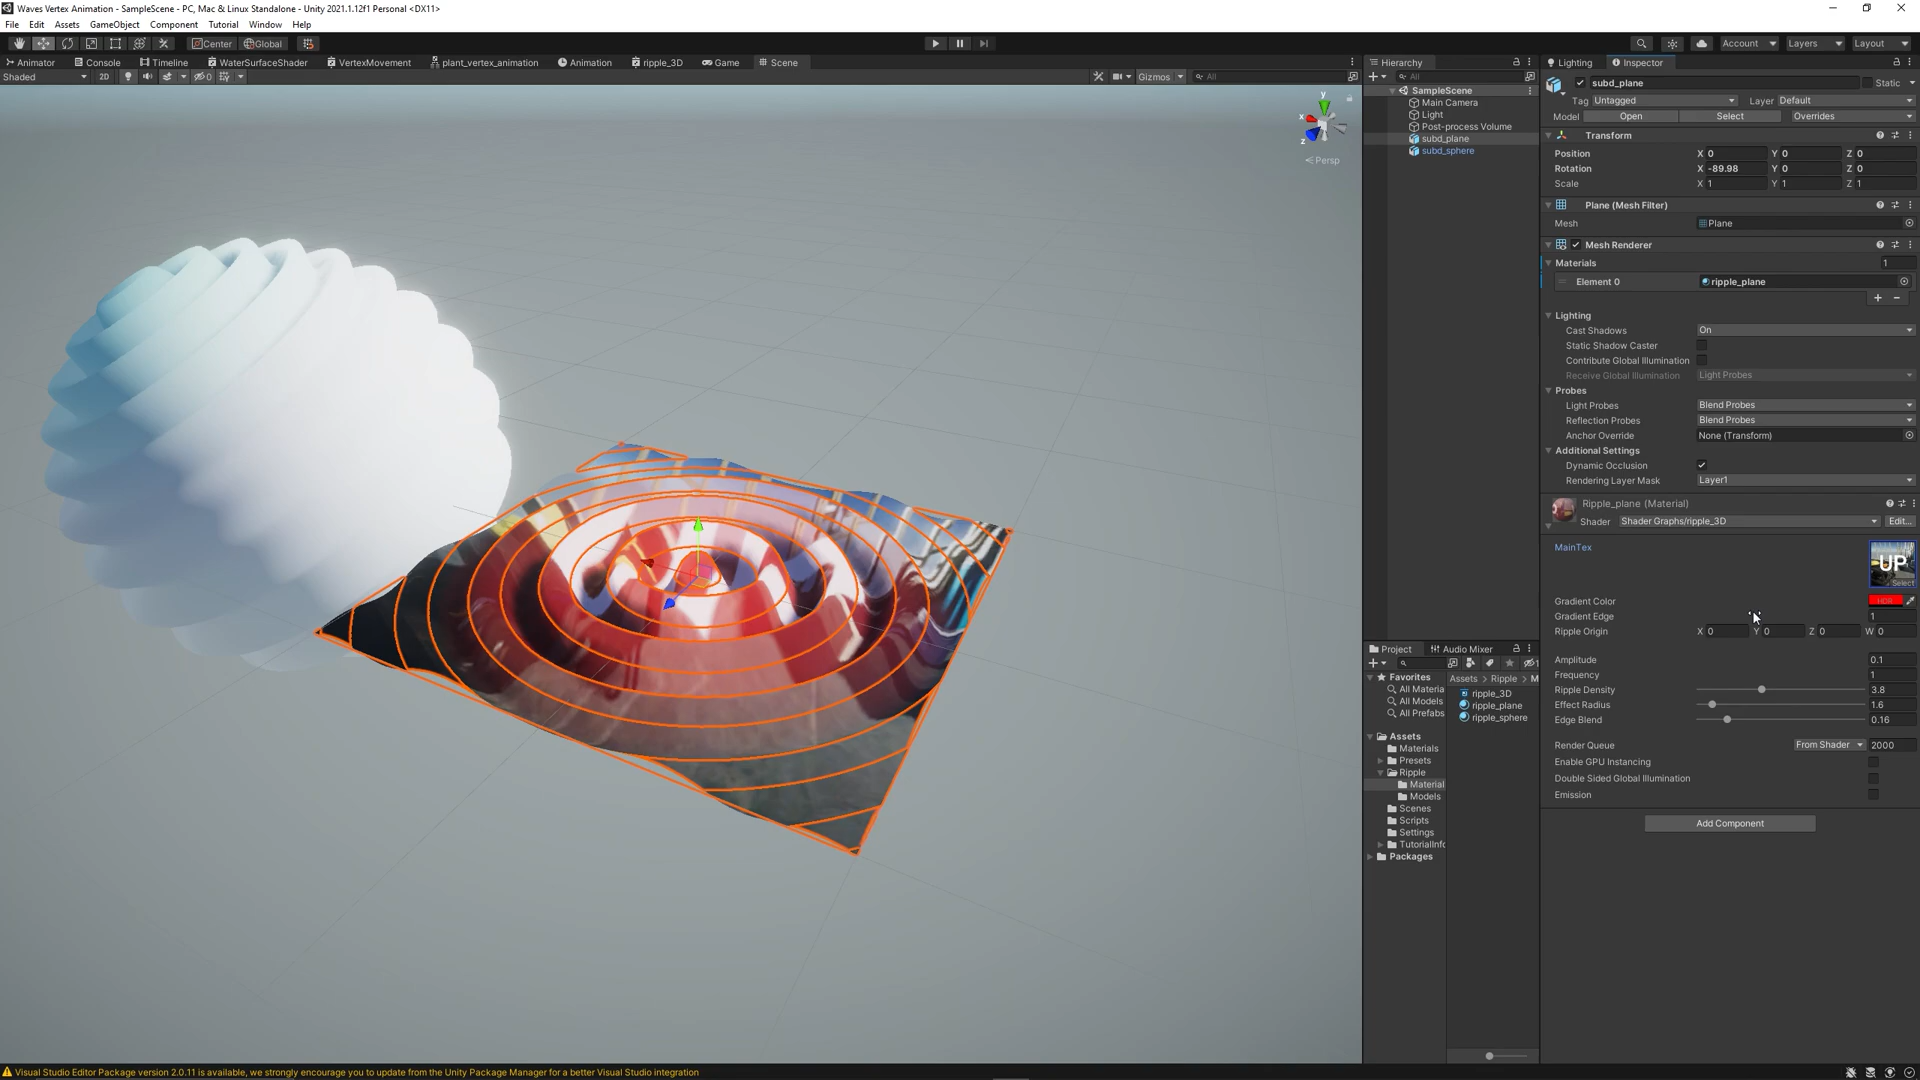 Waves Vertex Animation - SampleScene - PC, Mac & Linux Standalone - Unity 2021.1.12f1 Personal <DX11>
File Edit Assets GameObject Component Tutorial Window Help
Center Global Account Layers Layout
Animator Console Timeline WaterSurfaceShader VertexMovement plant_vertex_animation Animation ripple_3D Game Scene
Shaded 2D 0 Gizmos All
y
x
z
Persp
Hierarchy
All
SampleScene
Main Camera
Light
Post-process Volume
subd_plane
subd_sphere
Project Audio Mixer
Favorites
All Materia
All Models
All Prefabs
Assets
Materials
Presets
Ripple
Material
Models
Scenes
Scripts
Settings
TutorialInfo
Packages
Assets > Ripple > M
ripple_3D
ripple_plane
ripple_sphere
Lighting Inspector
subd_plane Static
Tag Untagged Layer Default
Model Open Select Overrides
Transform
Position X 0 Y 0 Z 0
Rotation X -89.98 Y 0 Z 0
Scale X 1 Y 1 Z 1
Plane (Mesh Filter)
Mesh Plane
Mesh Renderer
Materials 1
Element 0 ripple_plane
Lighting
Cast Shadows On
Static Shadow Caster
Contribute Global Illumination
Receive Global Illumination Light Probes
Probes
Light Probes Blend Probes
Reflection Probes Blend Probes
Anchor Override None (Transform)
Additional Settings
Dynamic Occlusion
Rendering Layer Mask Layer1
Ripple_plane (Material)
Shader Shader Graphs/ripple_3D Edit...
MainTex UP
Select
Gradient Color HDR
Gradient Edge 1
Ripple Origin X 0 Y 0 Z 0 W 0
Amplitude 0.1
Frequency 1
Ripple Density 3.8
Effect Radius 1.6
Edge Blend 0.16
Render Queue From Shader 2000
Enable GPU Instancing
Double Sided Global Illumination
Emission
Add Component
Visual Studio Editor Package version 2.0.11 is available, we strongly encourage you to update from the Unity Package Manager for a better Visual Studio integration